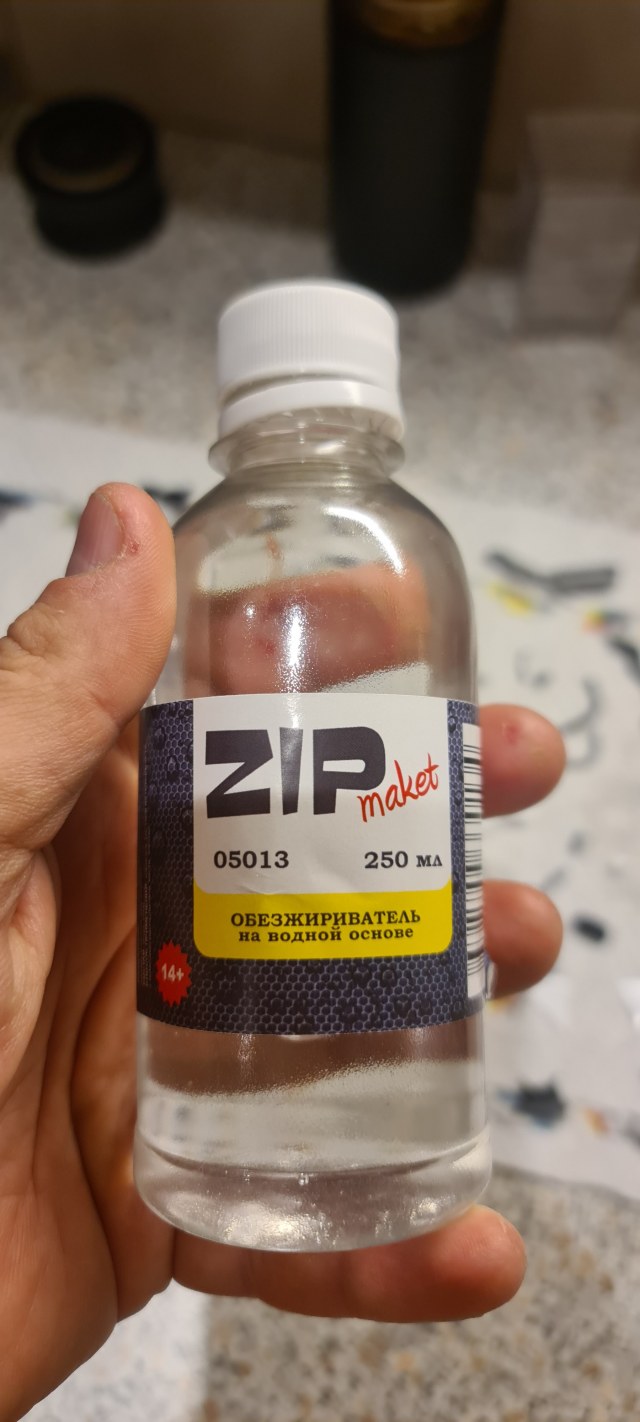 ZIP
maket
05013 250 мл
ОБЕЗЖИРИВАТЕЛЬ
на водной основе
14+